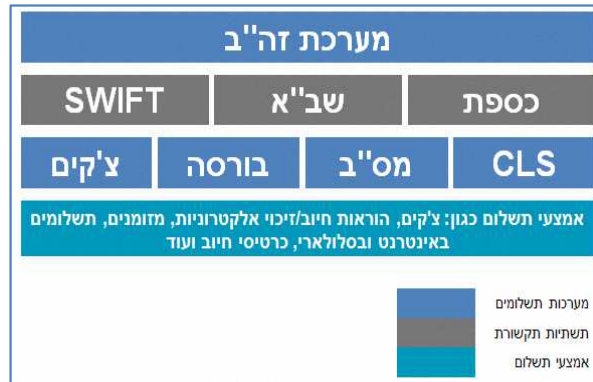 מערכת זה''ב
כספת שב''א SWIFT
CLS מס''ב בורסה צ'קים
אמצעי תשלום כגון: צ'קים, הוראות חיוב/זיכוי אלקטרוניות, מזומנים, תשלומים
באינטרנט ובסלולארי, כרטיסי חיוב ועוד
מערכות תשלומים
תשתיות תקשורת
אמצעי תשלום